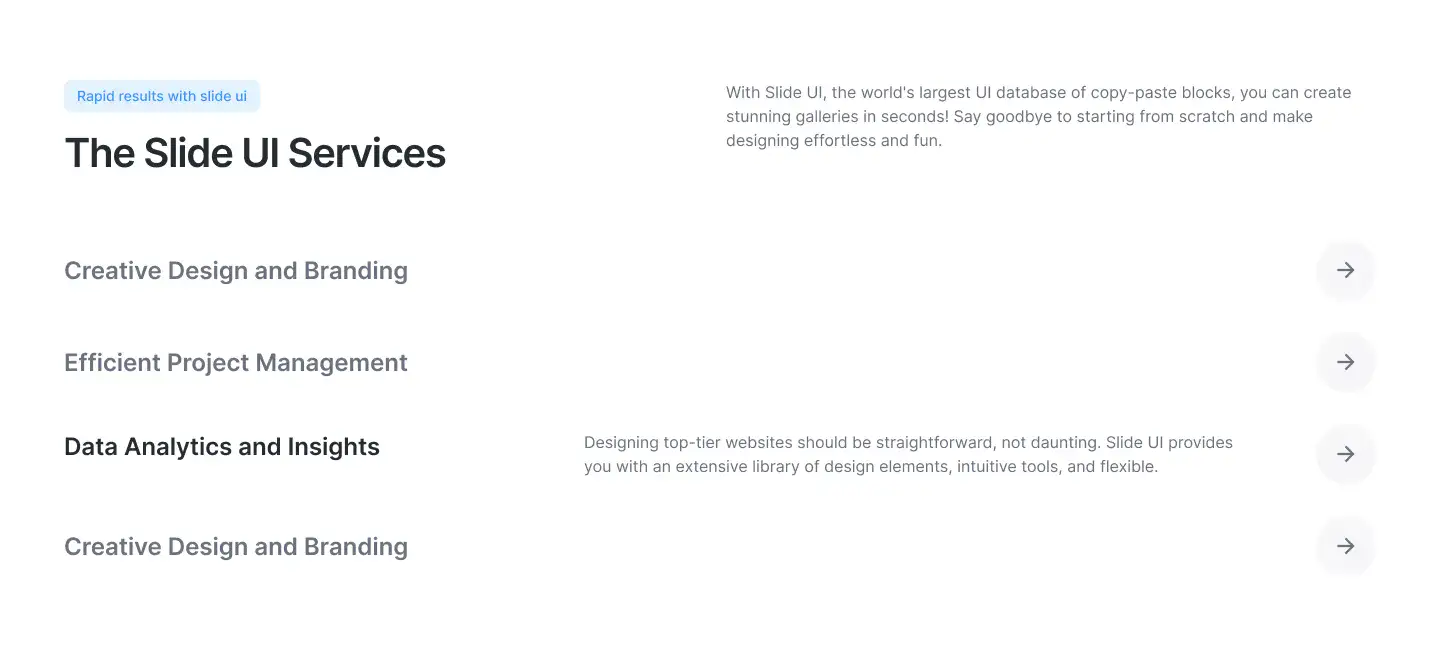 Rapid results with slide ui
The Slide UI Services
With Slide UI, the world's largest UI database of copy-paste blocks, you can create
stunning galleries in seconds! Say goodbye to starting from scratch and make
designing effortless and fun.
Creative Design and Branding
Efficient Project Management
Data Analytics and Insights
Designing top-tier websites should be straightforward, not daunting. Slide UI provides
you with an extensive library of design elements, intuitive tools, and flexible.
Creative Design and Branding